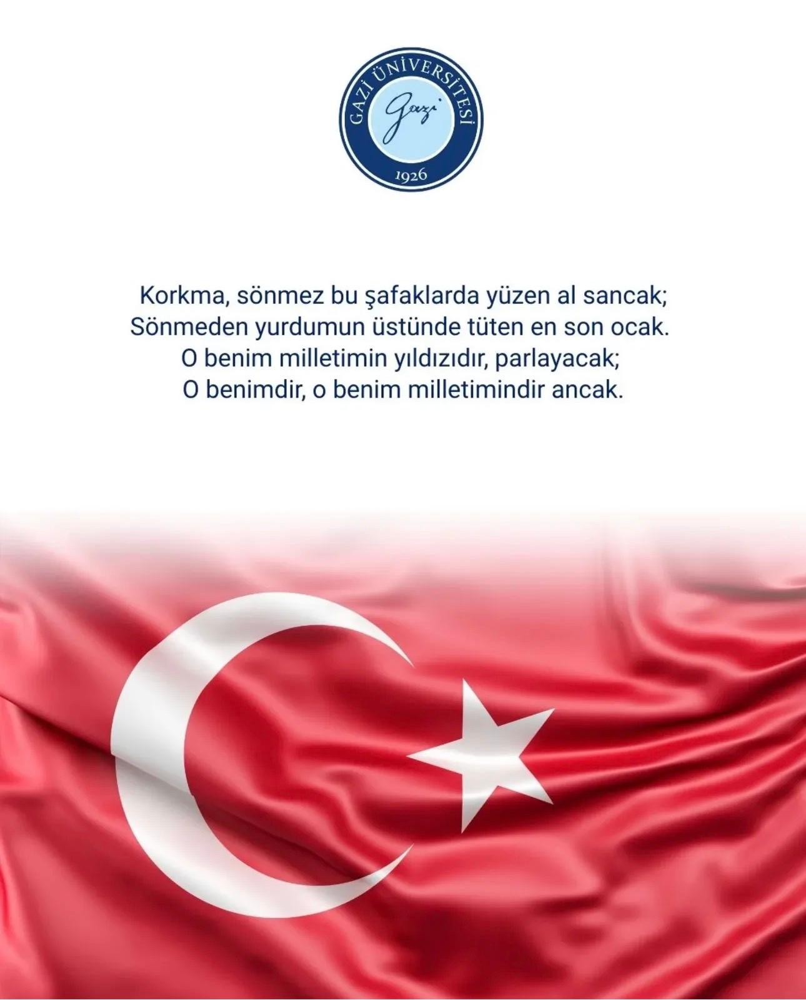 GAZİ ÜNİVERSİTESİ
Gazi
1926
Korkma, sönmez bu şafaklarda yüzen al sancak;
Sönmeden yurdumun üstünde tüten en son ocak.
O benim milletimin yıldızıdır, parlayacak;
O benimdir, o benim milletimindir ancak.